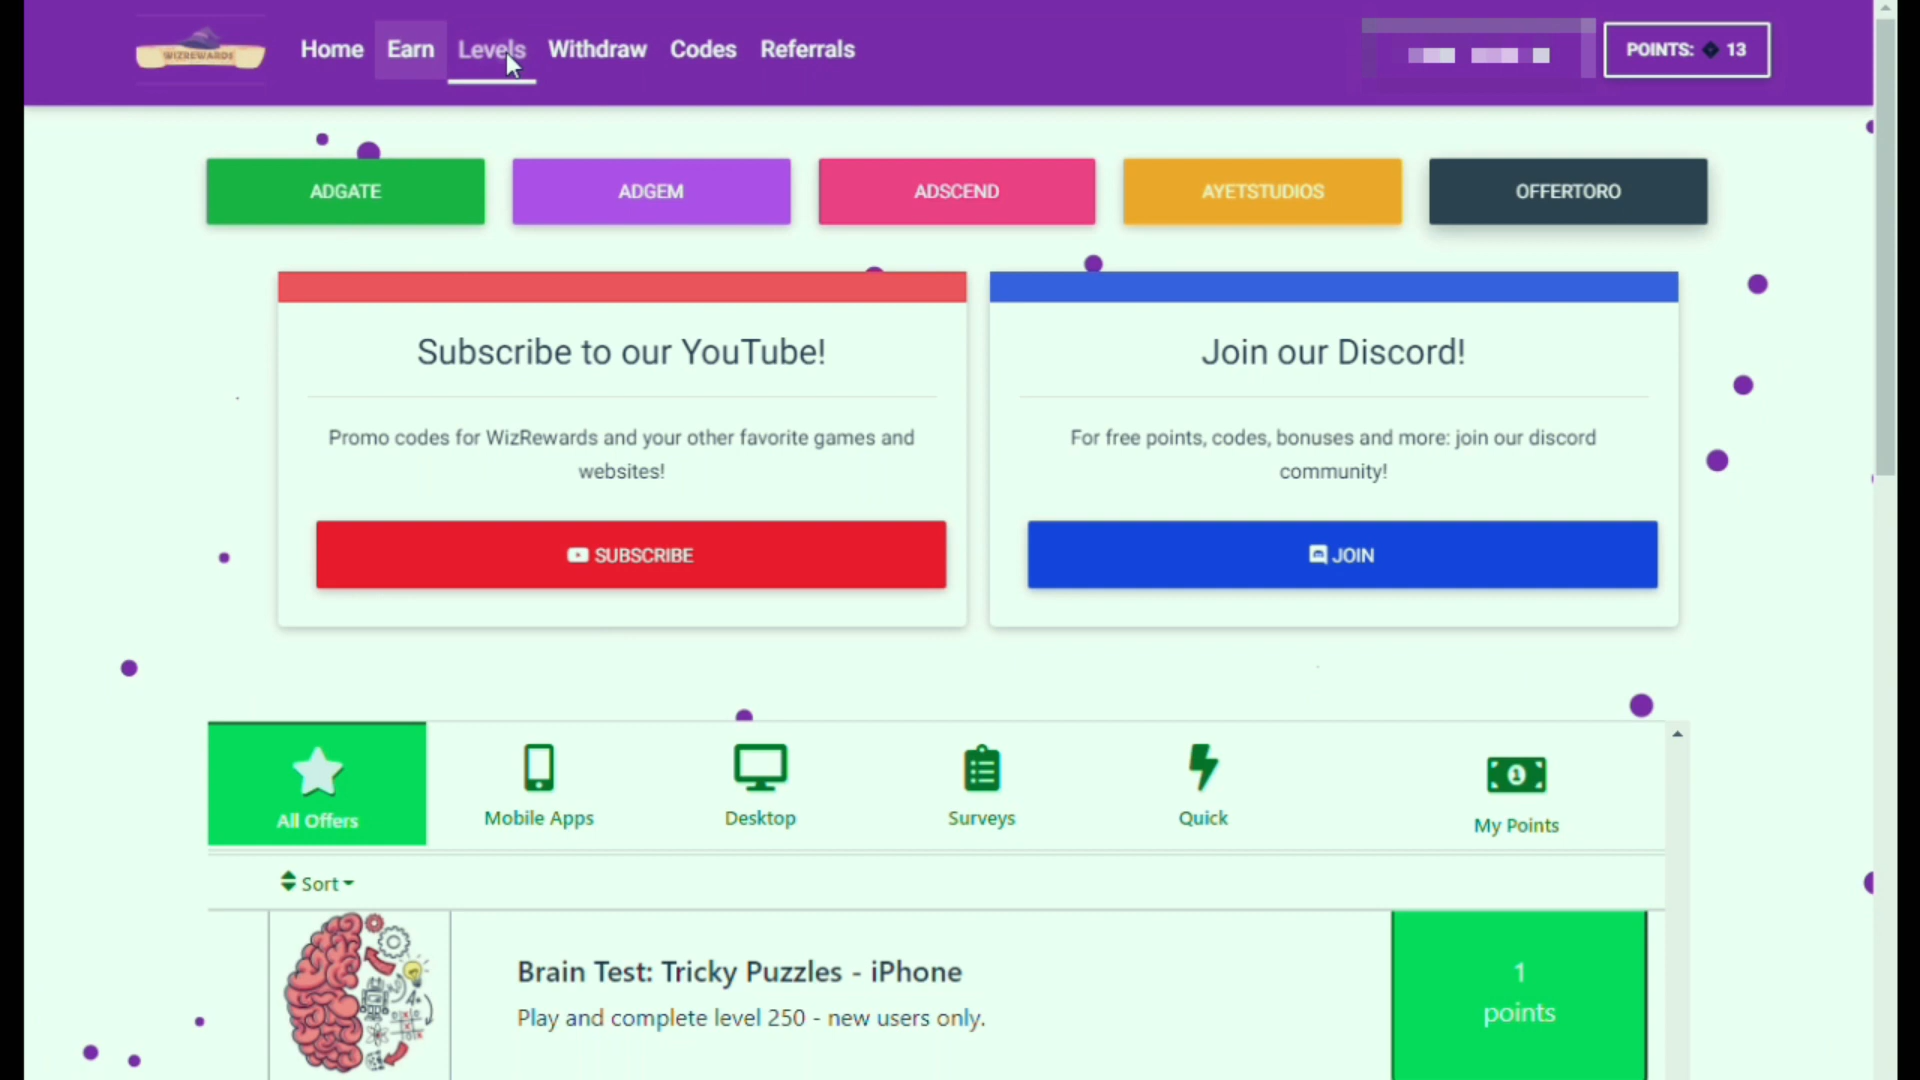 WIZREWARDS
Home Earn Levels Withdraw Codes Referrals
POINTS: 13
ADGATE
ADGEM
ADSCEND
AYETSTUDIOS
OFFERTORO
Subscribe to our YouTube!
Promo codes for WizRewards and your other favorite games and
websites!
SUBSCRIBE
Join our Discord!
For free points, codes, bonuses and more: join our discord
community!
JOIN
All Offers
Mobile Apps
Desktop
Surveys
Quick
My Points
Sort
Brain Test: Tricky Puzzles - iPhone
Play and complete level 250 - new users only.
1
points